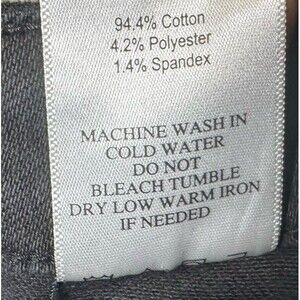 94.4% Cotton
4.2% Polyester
1.4% Spandex
MACHINE WASH IN
COLD WATER
DO NOT
BLEACH TUMBLE
DRY LOW WARM IRON
IF NEEDED